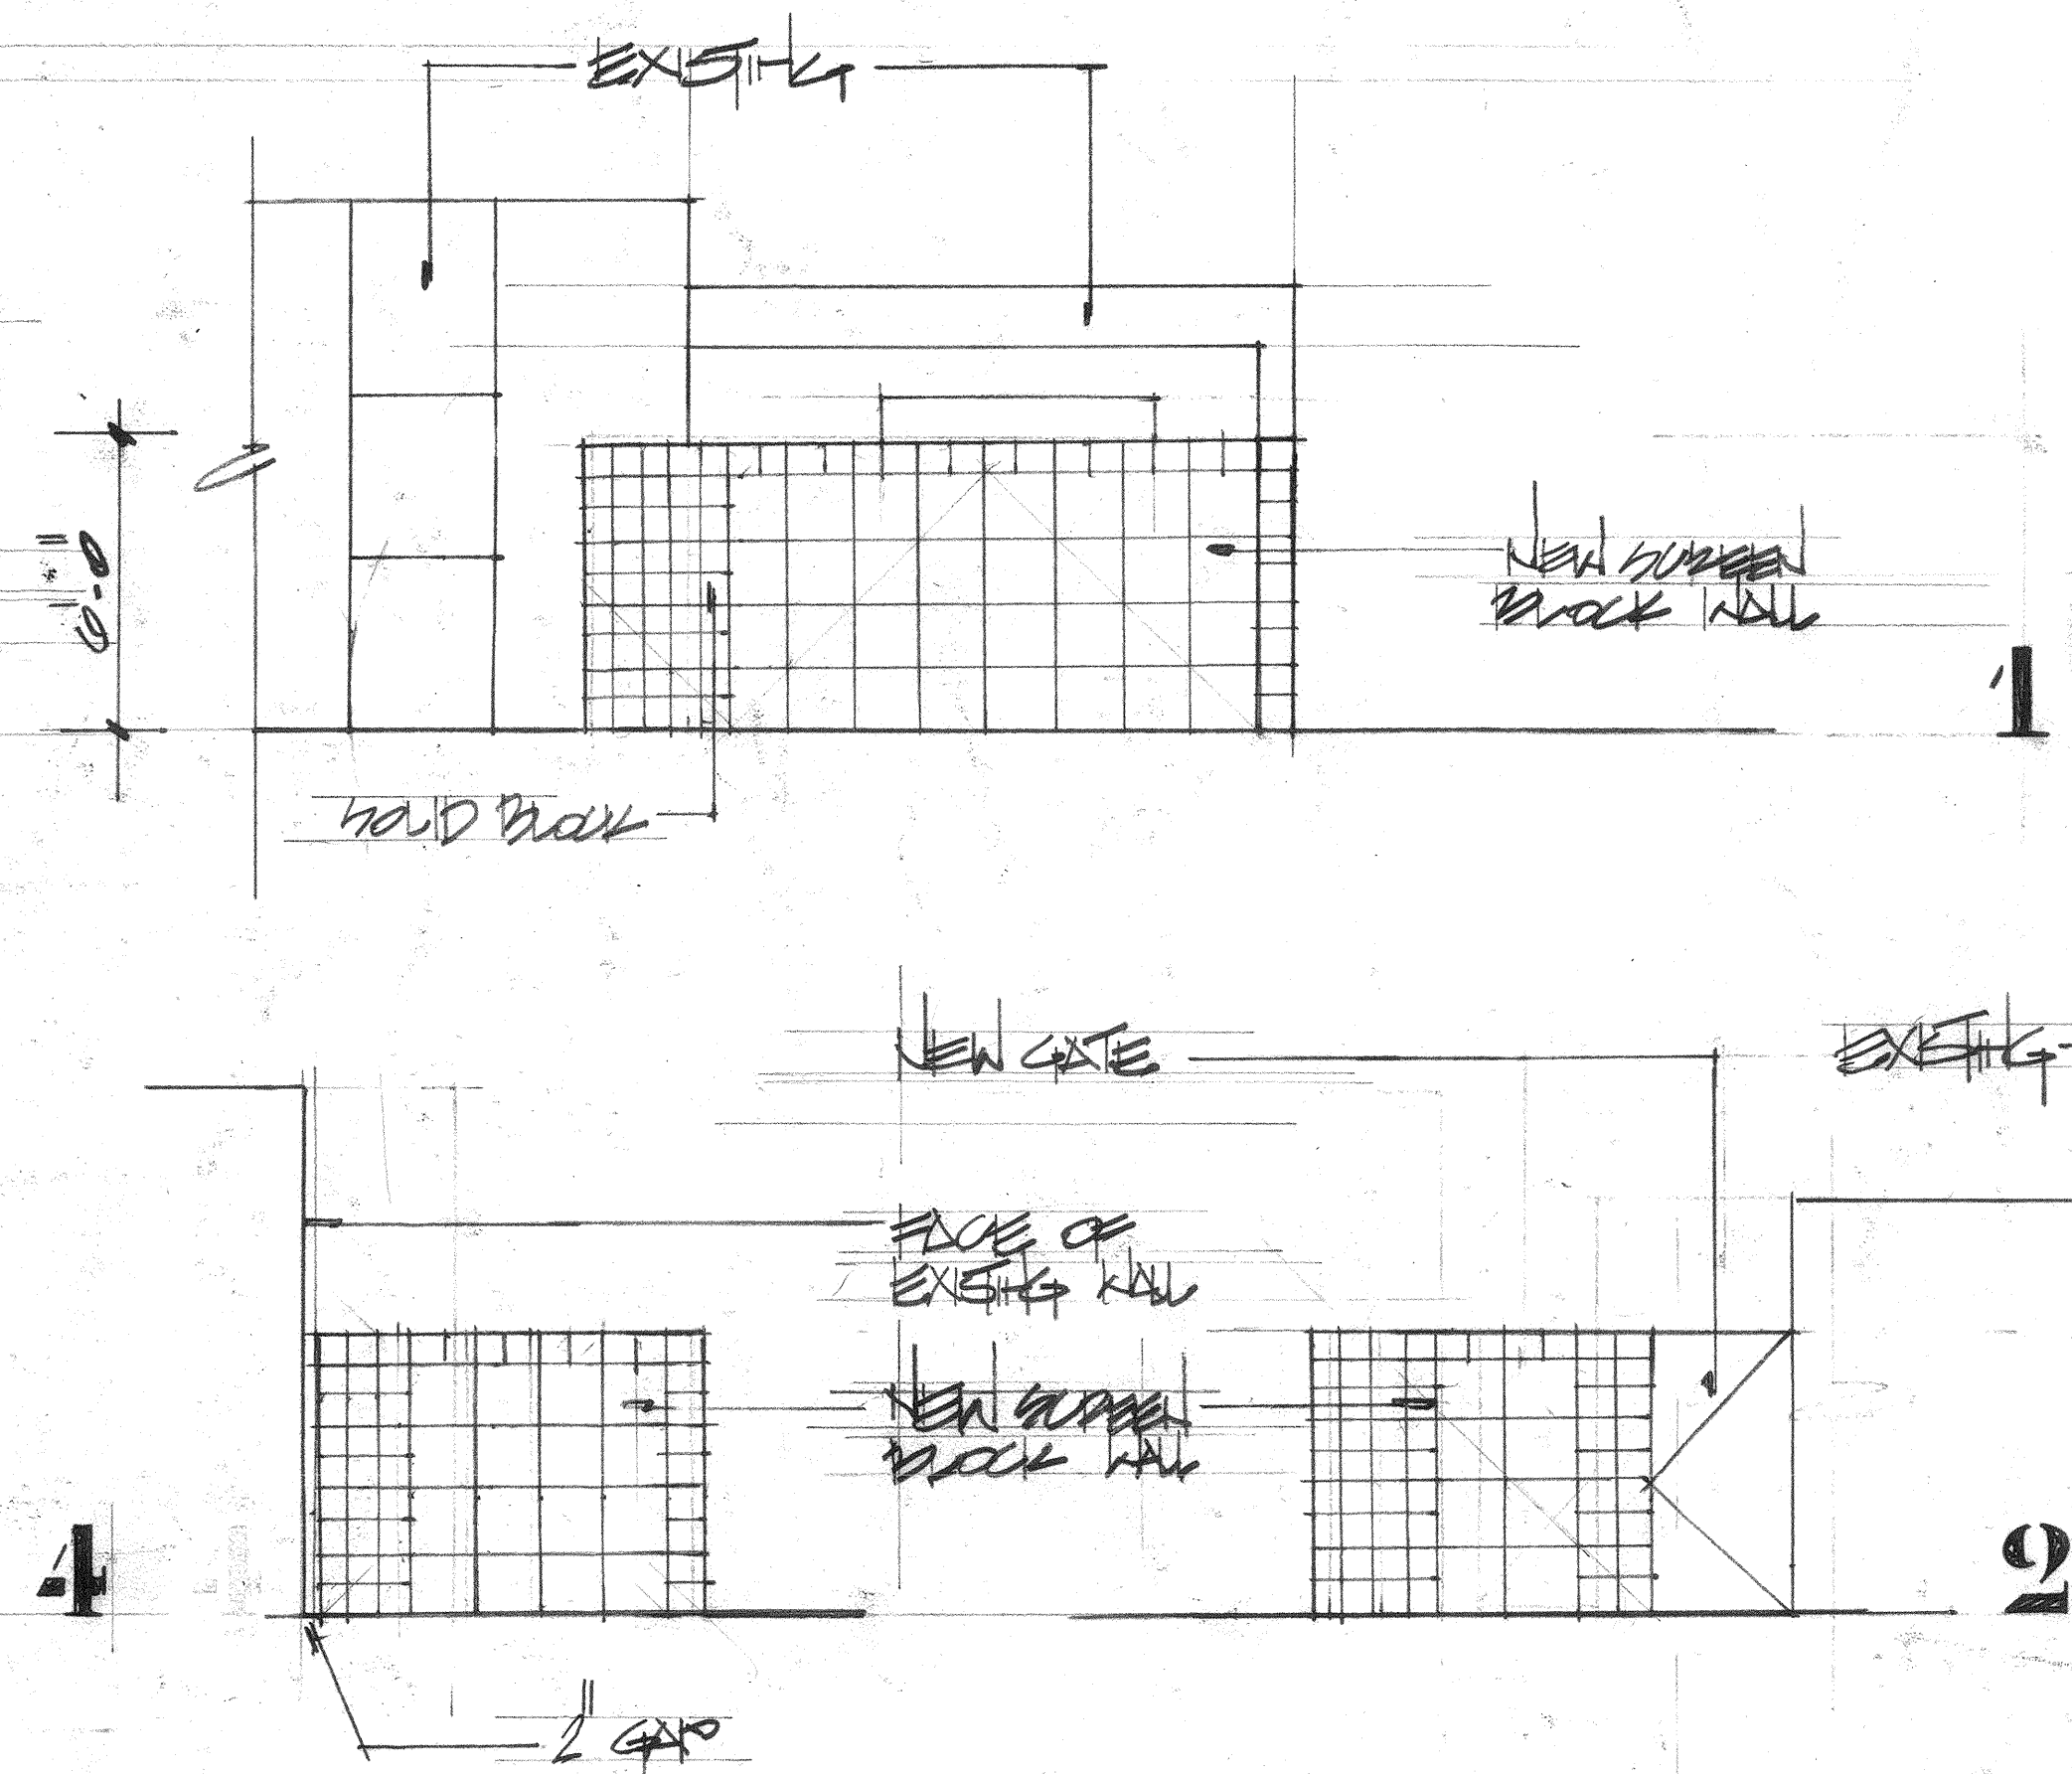 EXISTING
6'-0"
NEW SCREEN
BLOCK WALL
1
SOLID BLOCK
NEW GATE
EXISTING
FACE OF
EXISTING WALL
NEW SCREEN
BLOCK WALL
4
2
2" GAP